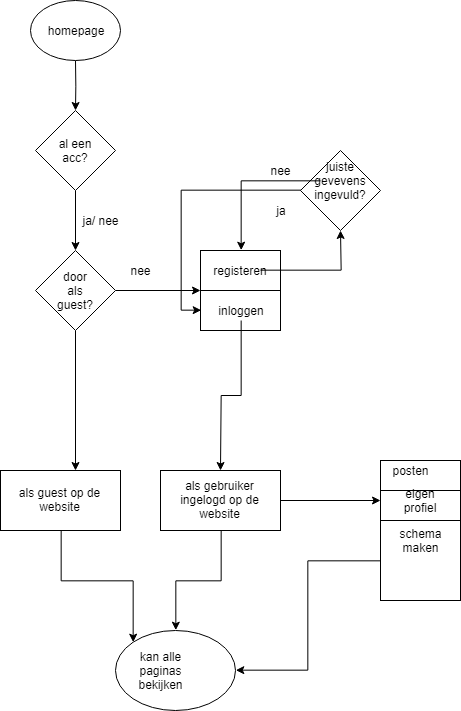 homepage
al een
acc?
ja/ nee
door
als
guest?
nee
nee
juiste
gevevens
ingevuld?
ja
registeren
inloggen
als guest op de
website
als gebruiker
ingelogd op de
website
posten
eigen
profiel
schema
maken
kan alle
paginas
bekijken